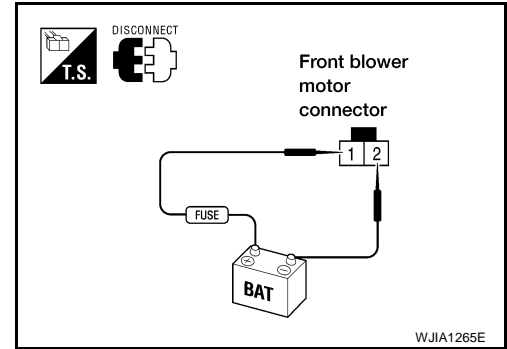 DISCONNECT
T.S.
Front blower
motor
connector
1 2
FUSE
+ −
BAT
WJIA1265E